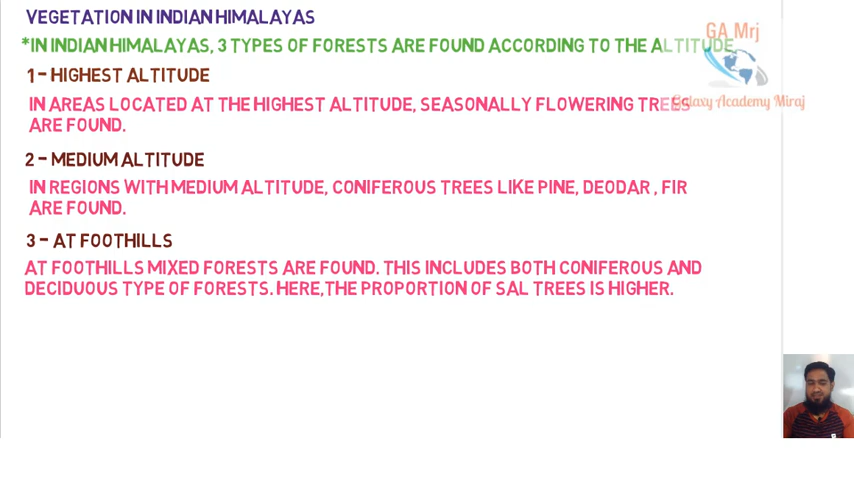 VEGETATION IN INDIAN HIMALAYAS
*IN INDIAN HIMALAYAS, 3 TYPES OF FORESTS ARE FOUND ACCORDING TO THE ALTITUDE
GA Mrj
Galaxy Academy Miraj
1 - HIGHEST ALTITUDE
IN AREAS LOCATED AT THE HIGHEST ALTITUDE, SEASONALLY FLOWERING TREES
ARE FOUND.
2 - MEDIUM ALTITUDE
IN REGIONS WITH MEDIUM ALTITUDE, CONIFEROUS TREES LIKE PINE, DEODAR , FIR
ARE FOUND.
3 - AT FOOTHILLS
AT FOOTHILLS MIXED FORESTS ARE FOUND. THIS INCLUDES BOTH CONIFEROUS AND
DECIDUOUS TYPE OF FORESTS. HERE,THE PROPORTION OF SAL TREES IS HIGHER.